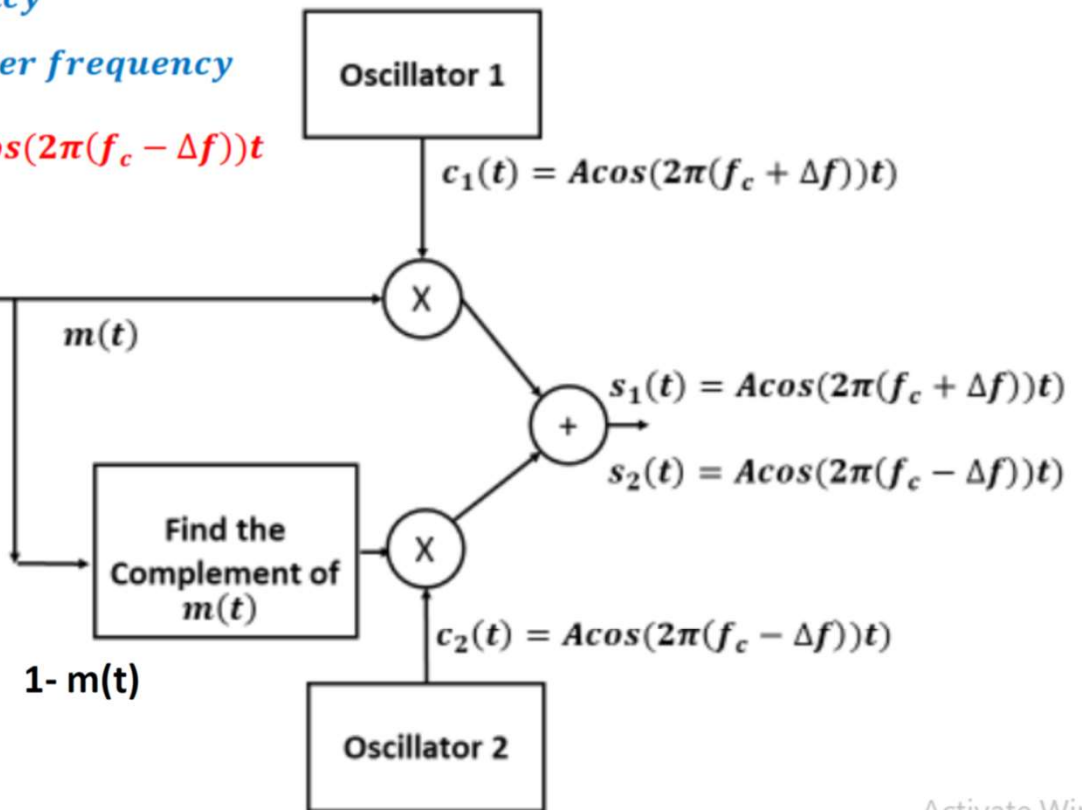 er frequency
s(2π(f_c − Δf))t
Oscillator 1
c₁(t) = Acos(2π(f_c + Δf))t)
X
m(t)
s₁(t) = Acos(2π(f_c + Δf))t)
+
s₂(t) = Acos(2π(f_c − Δf))t)
Find the
Complement of
m(t)
X
c₂(t) = Acos(2π(f_c − Δf))t)
1- m(t)
Oscillator 2